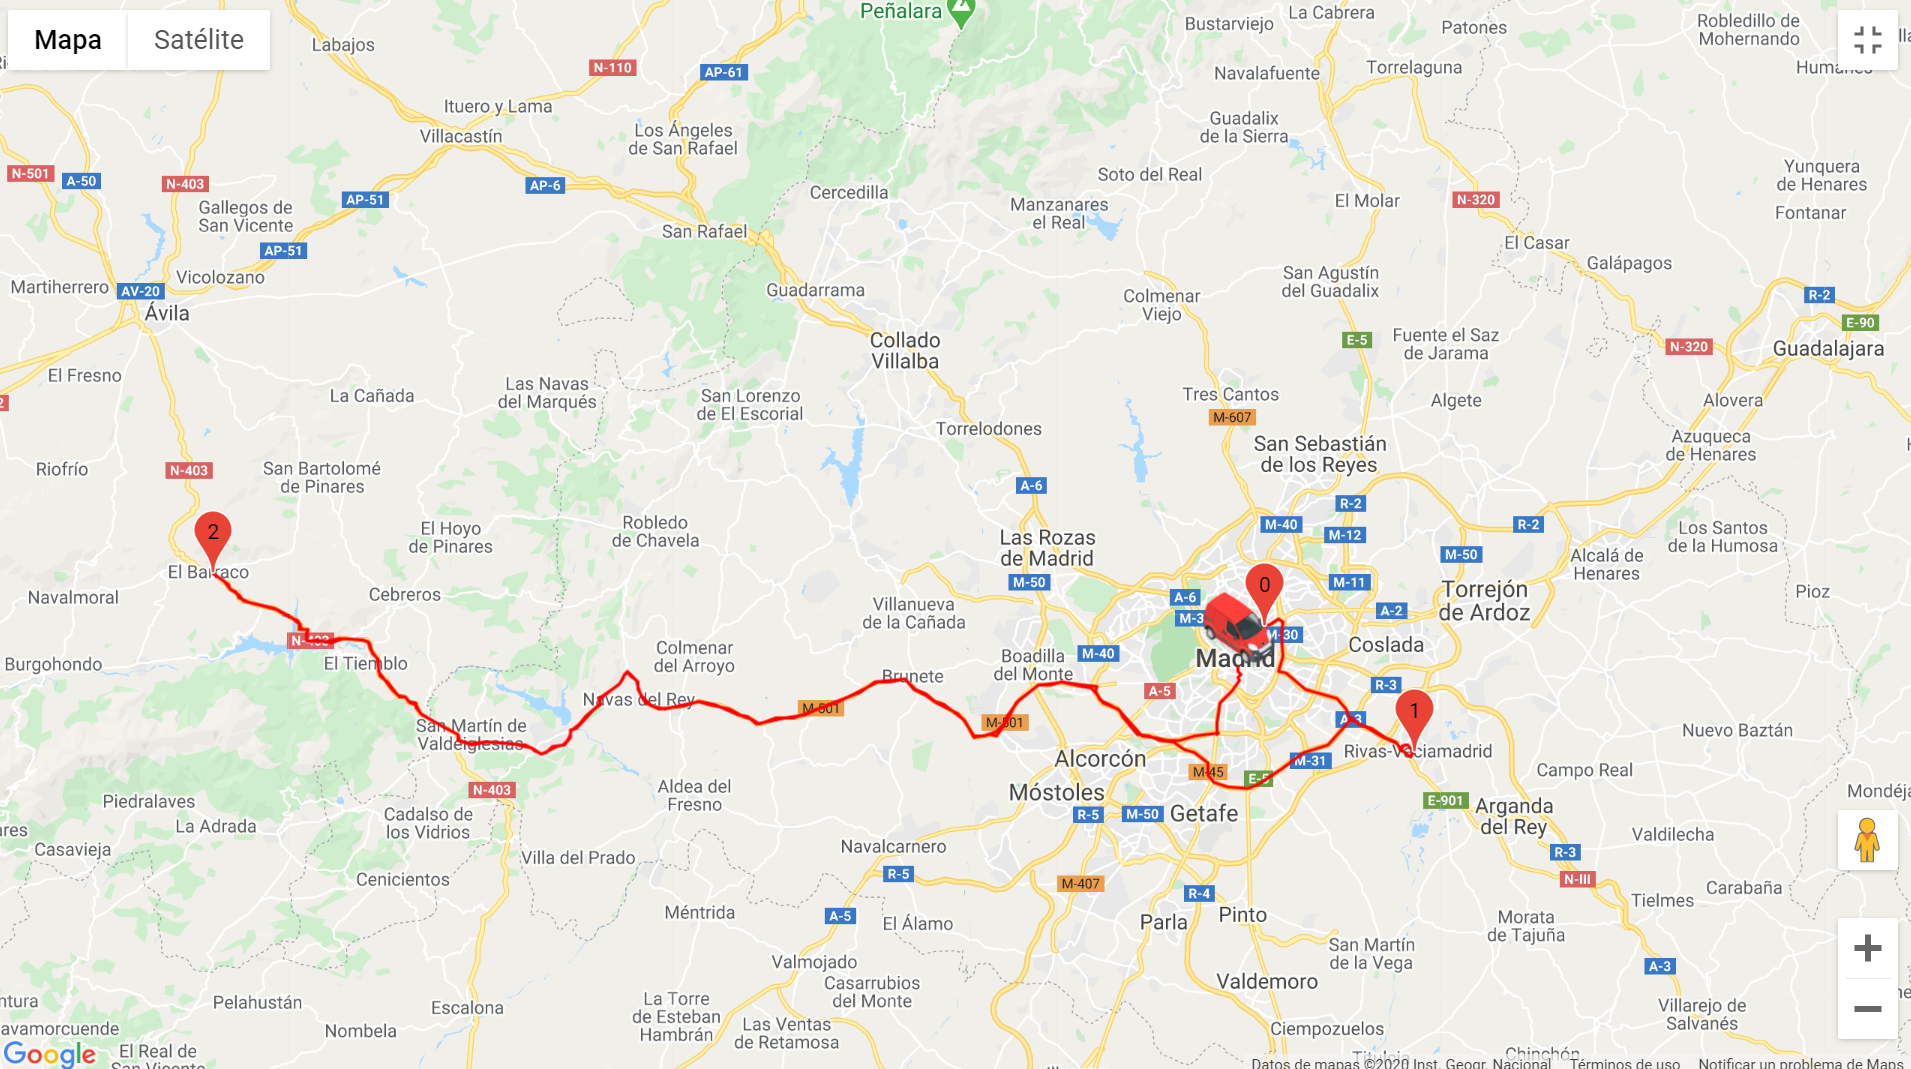 Mapa
Satélite
Peñalara
Bustarviejo
La Cabrera
Patones
Robledillo de
Mohernando
Labajos
N-110
AP-61
Navalafuente
Torrelaguna
Ituero y Lama
Villacastín
Los Ángeles
de San Rafael
Guadalix
de la Sierra
N-501
A-50
N-403
AP-51
AP-6
Cercedilla
Soto del Real
Yunquera
de Henares
Gallegos de
San Vicente
Manzanares
el Real
El Molar
N-320
Fontanar
San Rafael
AP-51
El Casar
Galápagos
Martiherrero
Vicolozano
AV-20
Ávila
Guadarrama
San Agustín
del Guadalix
Colmenar
Viejo
R-2
E-90
Collado
Villalba
E-5
Fuente el Saz
de Jarama
N-320
Guadalajara
El Fresno
La Cañada
Las Navas
del Marqués
San Lorenzo
de El Escorial
Tres Cantos
M-607
Algete
Alovera
Torrelodones
San Sebastián
de los Reyes
Azuqueca
de Henares
Riofrío
N-403
San Bartolomé
de Pinares
A-6
R-2
2
El Hoyo
de Pinares
Robledo
de Chavela
Las Rozas
de Madrid
M-40
M-12
R-2
Los Santos
de la Humosa
El Barraco
M-50
0
M-11
M-50
Alcalá de
Henares
Navalmoral
Cebreros
Villanueva
de la Cañada
A-6
M-3
A-2
Torrejón
de Ardoz
Pioz
N-403
M-30
Burgohondo
El Tiemblo
Colmenar
del Arroyo
Boadilla
del Monte
M-40
Madrid
Coslada
Brunete
A-5
R-3
Navas del Rey
M-501
M-501
1
A-3
San Martín de
Valdeiglesias
Rivas-Vaciamadrid
Nuevo Baztán
Alcorcón
M-45
M-31
Campo Real
N-403
Aldea del
Fresno
Móstoles
Piedralaves
Cadalso de
los Vidrios
R-5
M-50
Getafe
E-901
Arganda
del Rey
La Adrada
Valdilecha
Casavieja
Villa del Prado
Navalcarnero
R-3
N-III
Cenicientos
R-5
M-407
R-4
Carabaña
Tielmes
Méntrida
A-5
El Álamo
Parla
Pinto
Morata
de Tajuña
San Martín
de la Vega
Valmojado
Casarrubios
del Monte
Valdemoro
A-3
Pelahustán
Escalona
La Torre
de Esteban
Hambrán
Villarejo de
Salvanés
Nombela
Las Ventas
de Retamosa
Ciempozuelos
Google
El Real de
San Vicente
Titulcia
Chinchón
Datos de mapas ©2020 Inst. Geogr. Nacional
Términos de uso
Notificar un problema de Maps